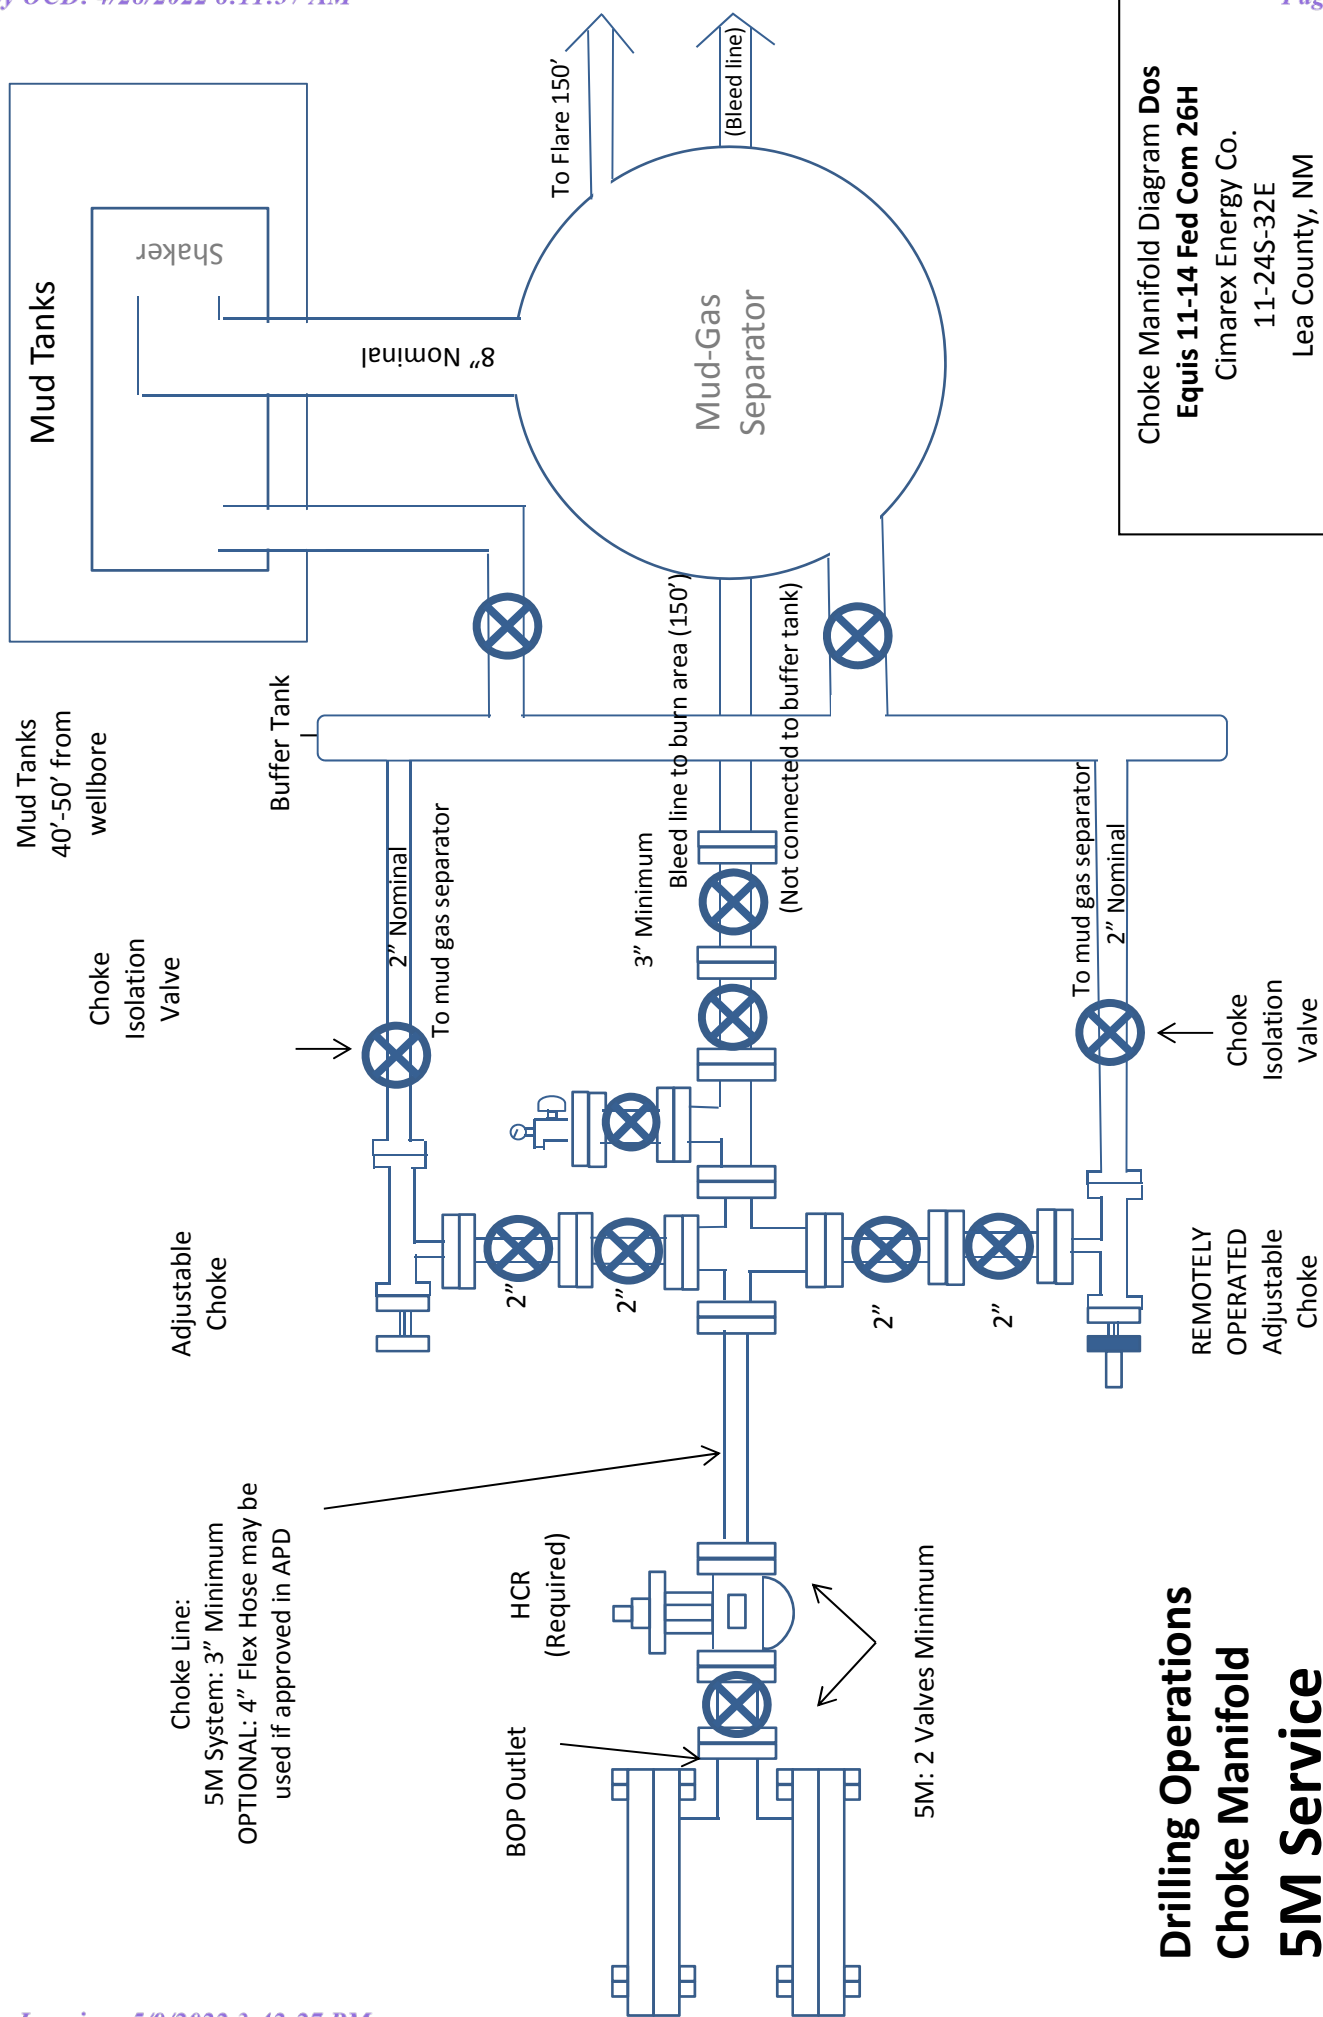 Mud Tanks
Shaker
8” Nominal
To Flare 150’
(Bleed line)
Mud-Gas
Separator
Mud Tanks
40’-50’ from
wellbore
Buffer Tank
Bleed line to burn area (150’)
(Not connected to buffer tank)
3” Minimum
Choke
Isolation
Valve
2” Nominal
To mud gas separator
To mud gas separator
2” Nominal
Choke
Isolation
Valve
Adjustable
Choke
2”
2”
2”
2”
REMOTELY
OPERATED
Adjustable
Choke
Choke Line:
5M System: 3” Minimum
OPTIONAL: 4” Flex Hose may be
used if approved in APD
HCR
(Required)
BOP Outlet
5M: 2 Valves Minimum
Drilling Operations
Choke Manifold
5M Service
Choke Manifold Diagram Dos
Equis 11-14 Fed Com 26H
Cimarex Energy Co.
11-24S-32E
Lea County, NM